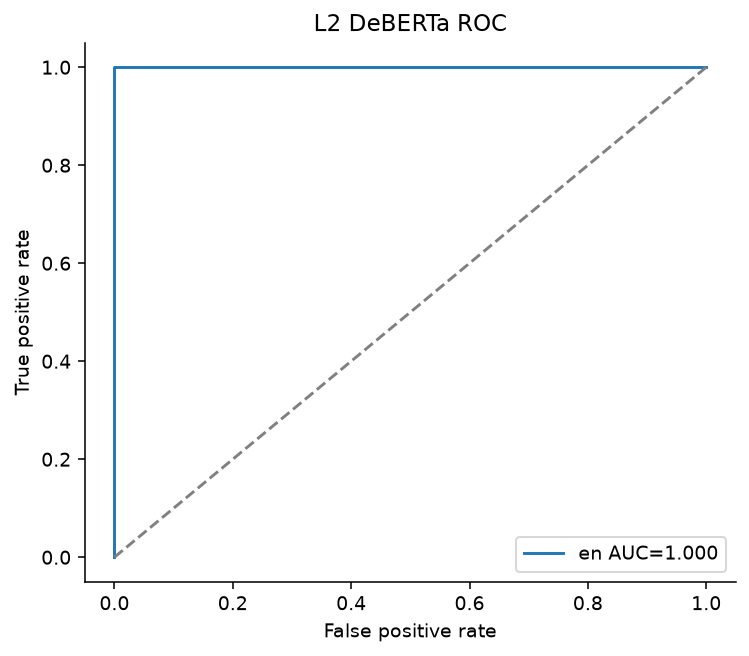 L2 DeBERTa ROC
1.0
0.8
0.6
0.4
0.2
0.0
True positive rate
en AUC=1.000
0.0 0.2 0.4 0.6 0.8 1.0
False positive rate